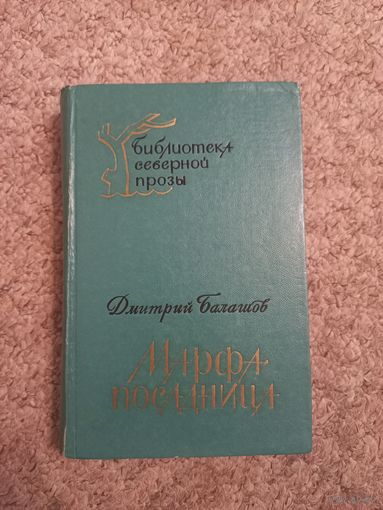 Библиотека
северной
прозы
Дмитрий Балашов
Марфа
посадница